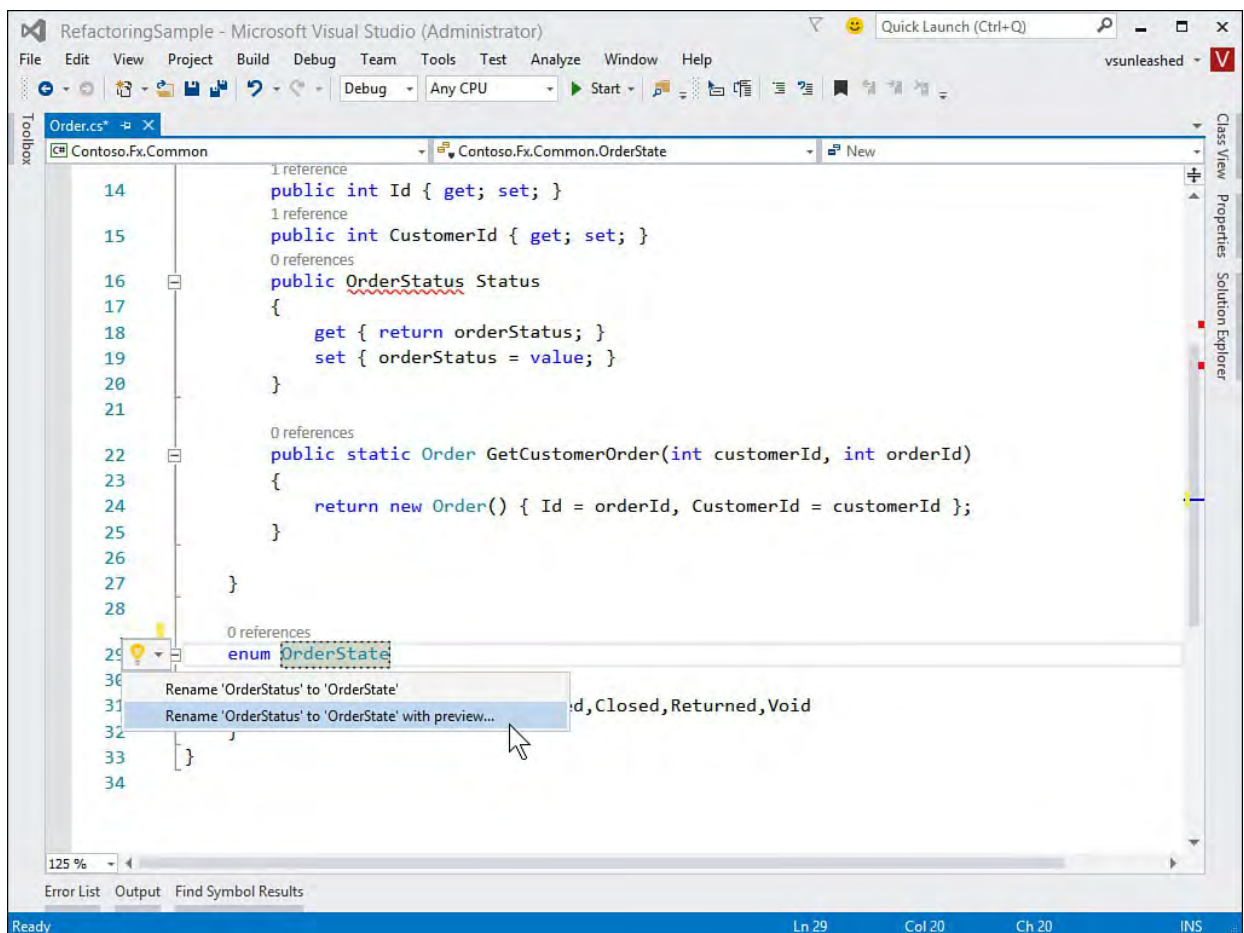 RefactoringSample - Microsoft Visual Studio (Administrator)
Quick Launch (Ctrl+Q)
File Edit View Project Build Debug Team Tools Test Analyze Window Help
vsunleashed
V
Debug
Any CPU
Start
Toolbox
Order.cs*
C# Contoso.Fx.Common
Contoso.Fx.Common.OrderState
New
1 reference
14 public int Id { get; set; }
1 reference
15 public int CustomerId { get; set; }
0 references
16 public OrderStatus Status
17 {
18 get { return orderStatus; }
19 set { orderStatus = value; }
20 }
21
0 references
22 public static Order GetCustomerOrder(int customerId, int orderId)
23 {
24 return new Order() { Id = orderId, CustomerId = customerId };
25 }
26
27 }
28
0 references
29 enum OrderState
30
Rename 'OrderStatus' to 'OrderState'
31 d,Closed,Returned,Void
Rename 'OrderStatus' to 'OrderState' with preview...
32 }
33 }
34
Class View
Properties
Solution Explorer
125 %
Error List Output Find Symbol Results
Ready
Ln 29 Col 20 Ch 20 INS